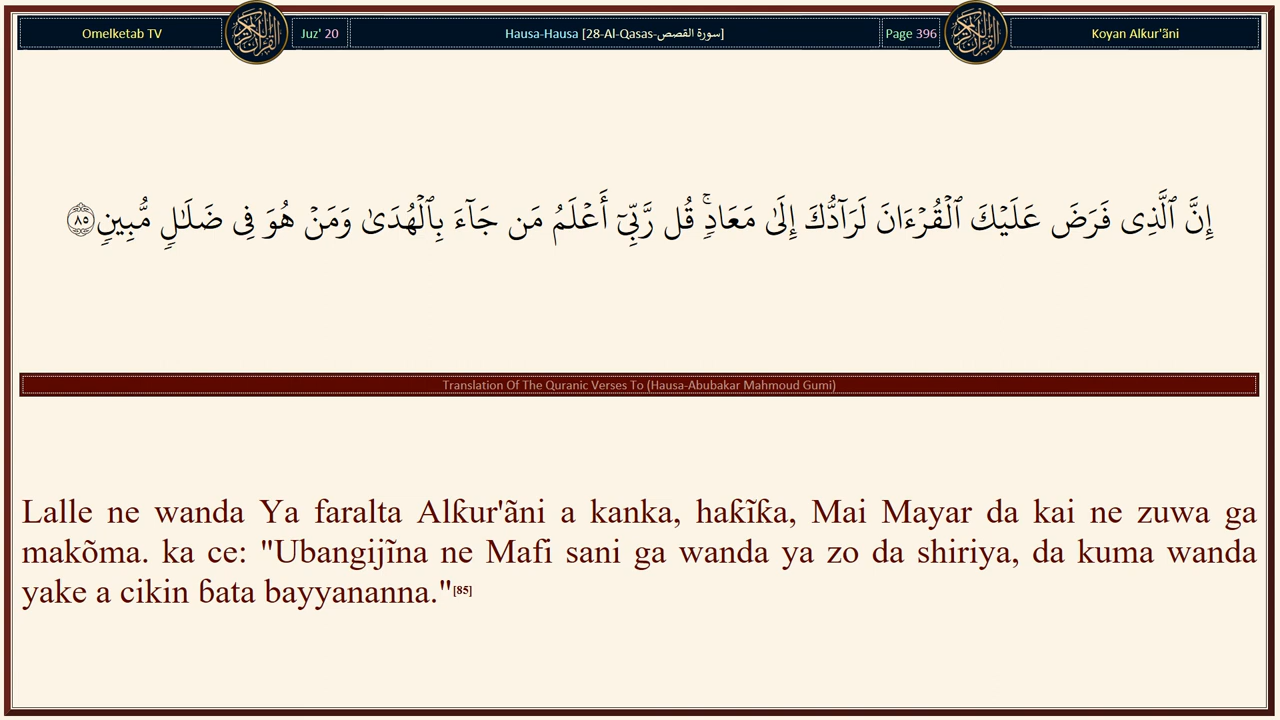 Omelketab TV
Juz' 20
Hausa-Hausa [28-Al-Qasas-سورة القصص]
Page 396
Koyan Alƙur'ãni
إِنَّ ٱلَّذِى فَرَضَ عَلَيْكَ ٱلْقُرْءَانَ لَرَآدُّكَ إِلَىٰ مَعَادٍۢ ۚ قُل رَّبِّىٓ أَعْلَمُ مَن جَآءَ بِٱلْهُدَىٰ وَمَنْ هُوَ فِى ضَلَـٰلٍۢ مُّبِينٍۢ ٨٥
Translation Of The Quranic Verses To (Hausa-Abubakar Mahmoud Gumi)
Lalle ne wanda Ya faralta Alƙur'ãni a kanka, haƙĩƙa, Mai Mayar da kai ne zuwa ga
makõma. ka ce: "Ubangijĩna ne Mafi sani ga wanda ya zo da shiriya, da kuma wanda
yake a cikin ɓata bayyananna."[85]